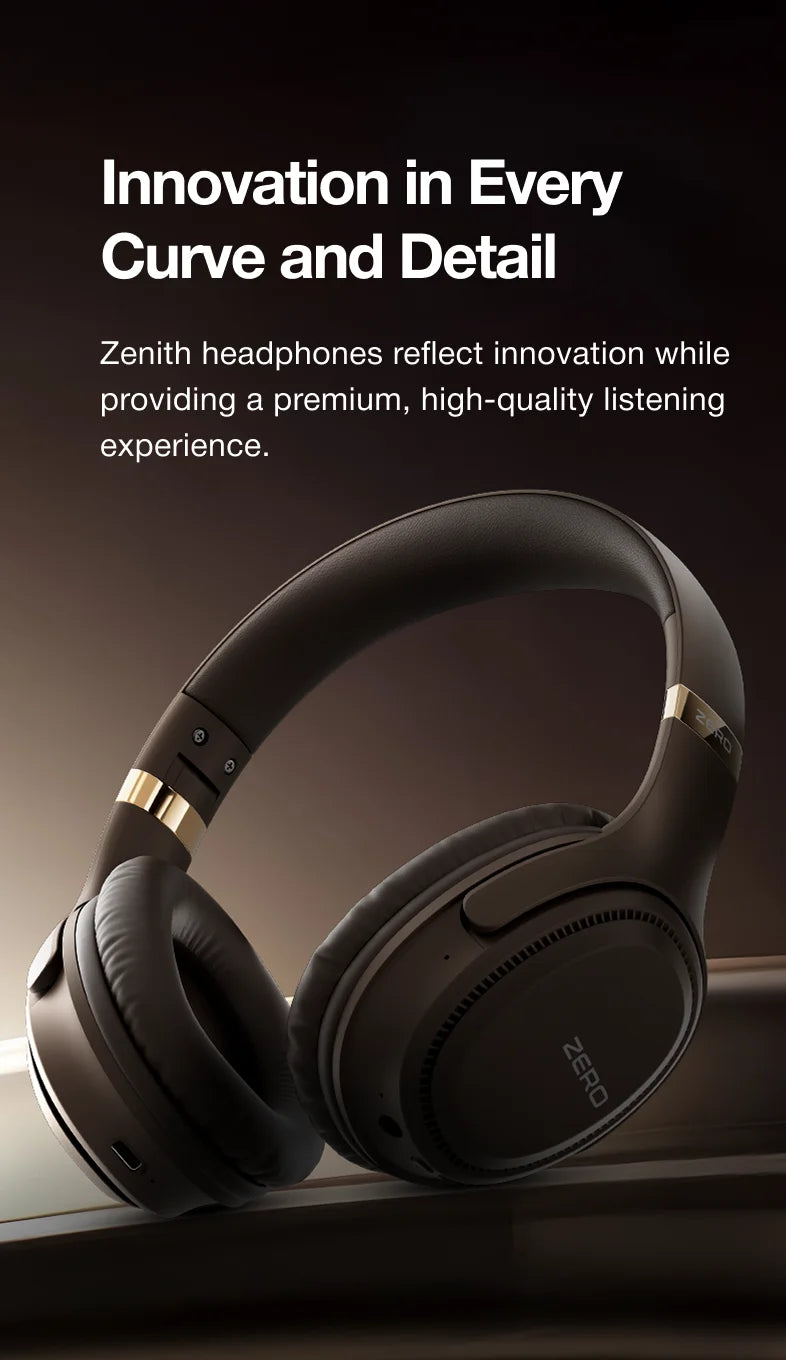 Innovation in Every
Curve and Detail
Zenith headphones reflect innovation while
providing a premium, high-quality listening
experience.
ZERO
ZERO